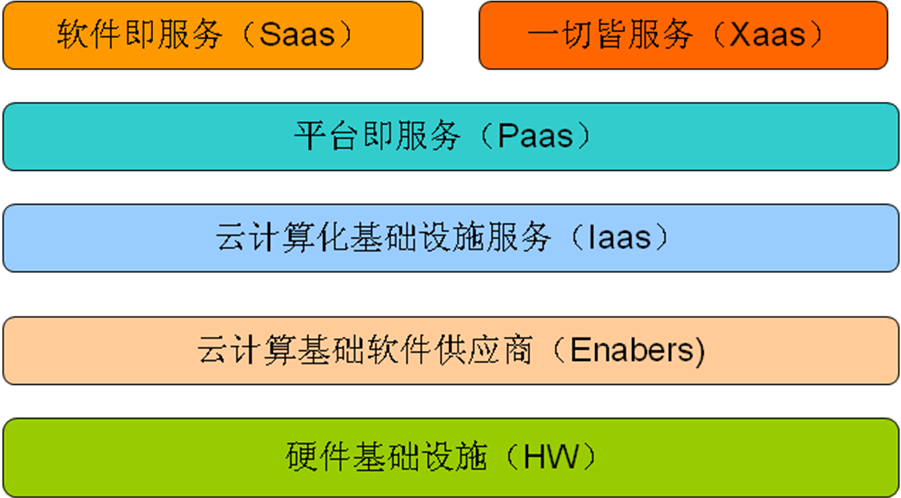 软件即服务（Saas）
一切皆服务（Xaas）
平台即服务（Paas）
云计算化基础设施服务（Iaas）
云计算基础软件供应商（Enabers)
硬件基础设施（HW）